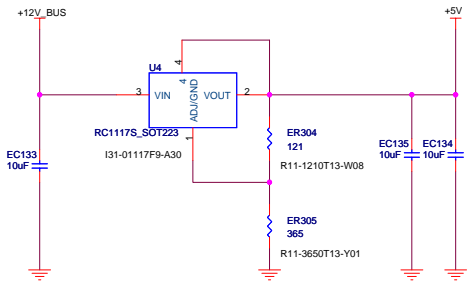 +12V_BUS
+5V
4
U4
3
VIN
4
ADJ/GND
VOUT
2
RC1117S_SOT223
1
I31-01117F9-A30
ER304
121
R11-1210T13-W08
EC133
10uF
EC135
10uF
EC134
10uF
ER305
365
R11-3650T13-Y01